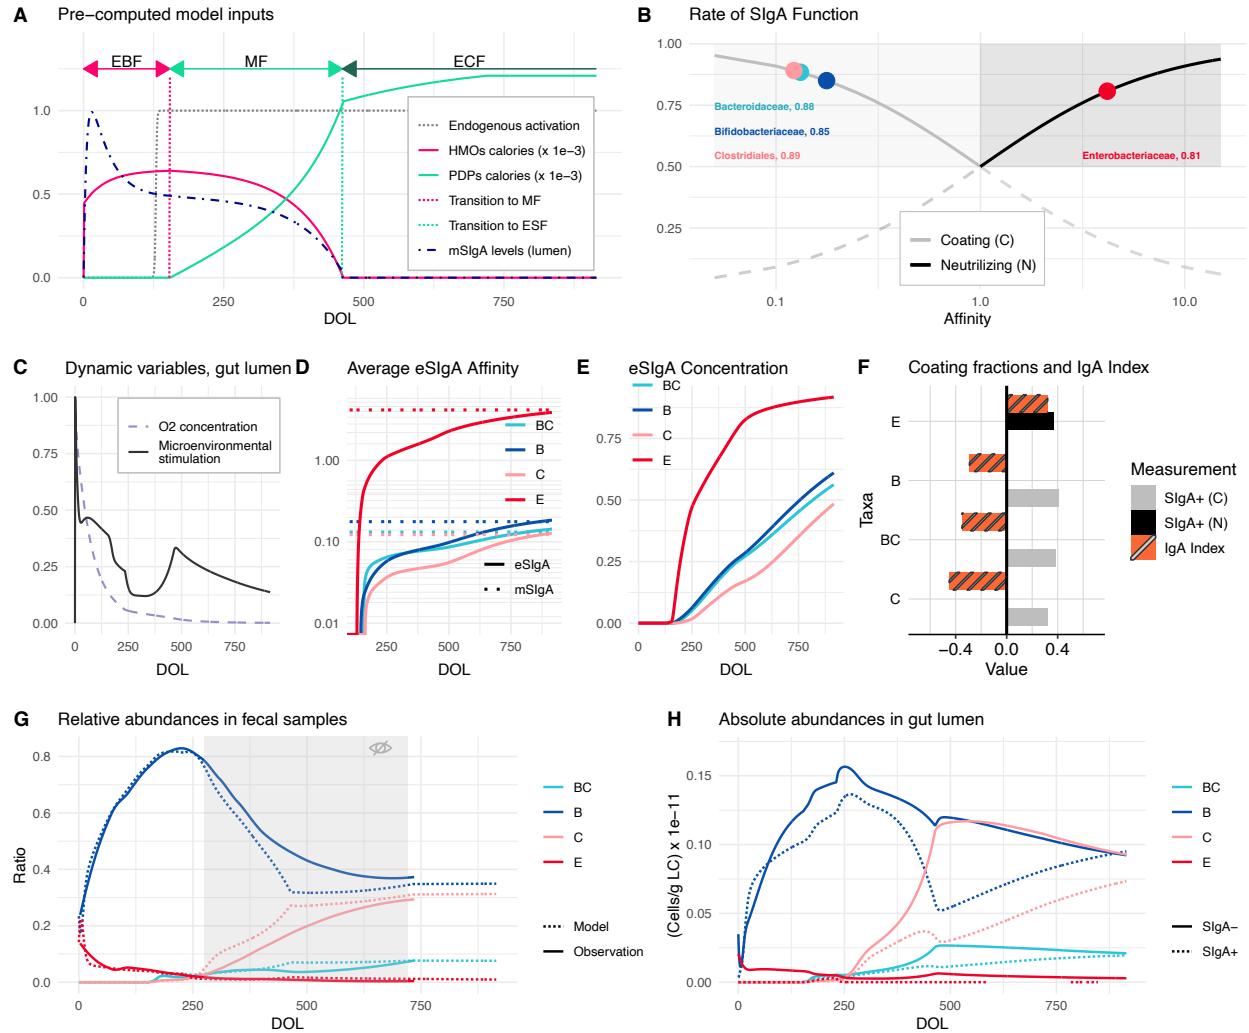 A Pre−computed model inputs
EBF MF ECF
1.0
0.5
0.0
Endogenous activation
HMOs calories (x 1e−3)
PDPs calories (x 1e−3)
Transition to MF
Transition to ESF
mSIgA levels (lumen)
0 250 500 750
DOL
B Rate of SIgA Function
1.00
0.75
0.50
0.25
Bacteroidaceae, 0.88
Bifidobacteriaceae, 0.85
Clostridiales, 0.89
Enterobacteriaceae, 0.81
Coating (C)
Neutrilizing (N)
0.1 1.0 10.0
Affinity
C Dynamic variables, gut lumen
1.00
0.75
0.50
0.25
0.00
O2 concentration
Microenvironmental
stimulation
0 250 500 750
DOL
D Average eSIgA Affinity
1.00
0.10
0.01
BC
B
C
E
eSIgA
mSIgA
250 500 750
DOL
E eSIgA Concentration
BC
B
C
E
0.75
0.50
0.25
0.00
0 250 500 750
DOL
F Coating fractions and IgA Index
Taxa
E
B
BC
C
−0.4 0.0 0.4
Value
Measurement
SIgA+ (C)
SIgA+ (N)
IgA Index
G Relative abundances in fecal samples
Ratio
0.8
0.6
0.4
0.2
0.0
0 250 500 750
DOL
BC
B
C
E
Model
Observation
H Absolute abundances in gut lumen
(Cells/g LC) x 1e−11
0.15
0.10
0.05
0.00
0 250 500 750
DOL
BC
B
C
E
SIgA−
SIgA+